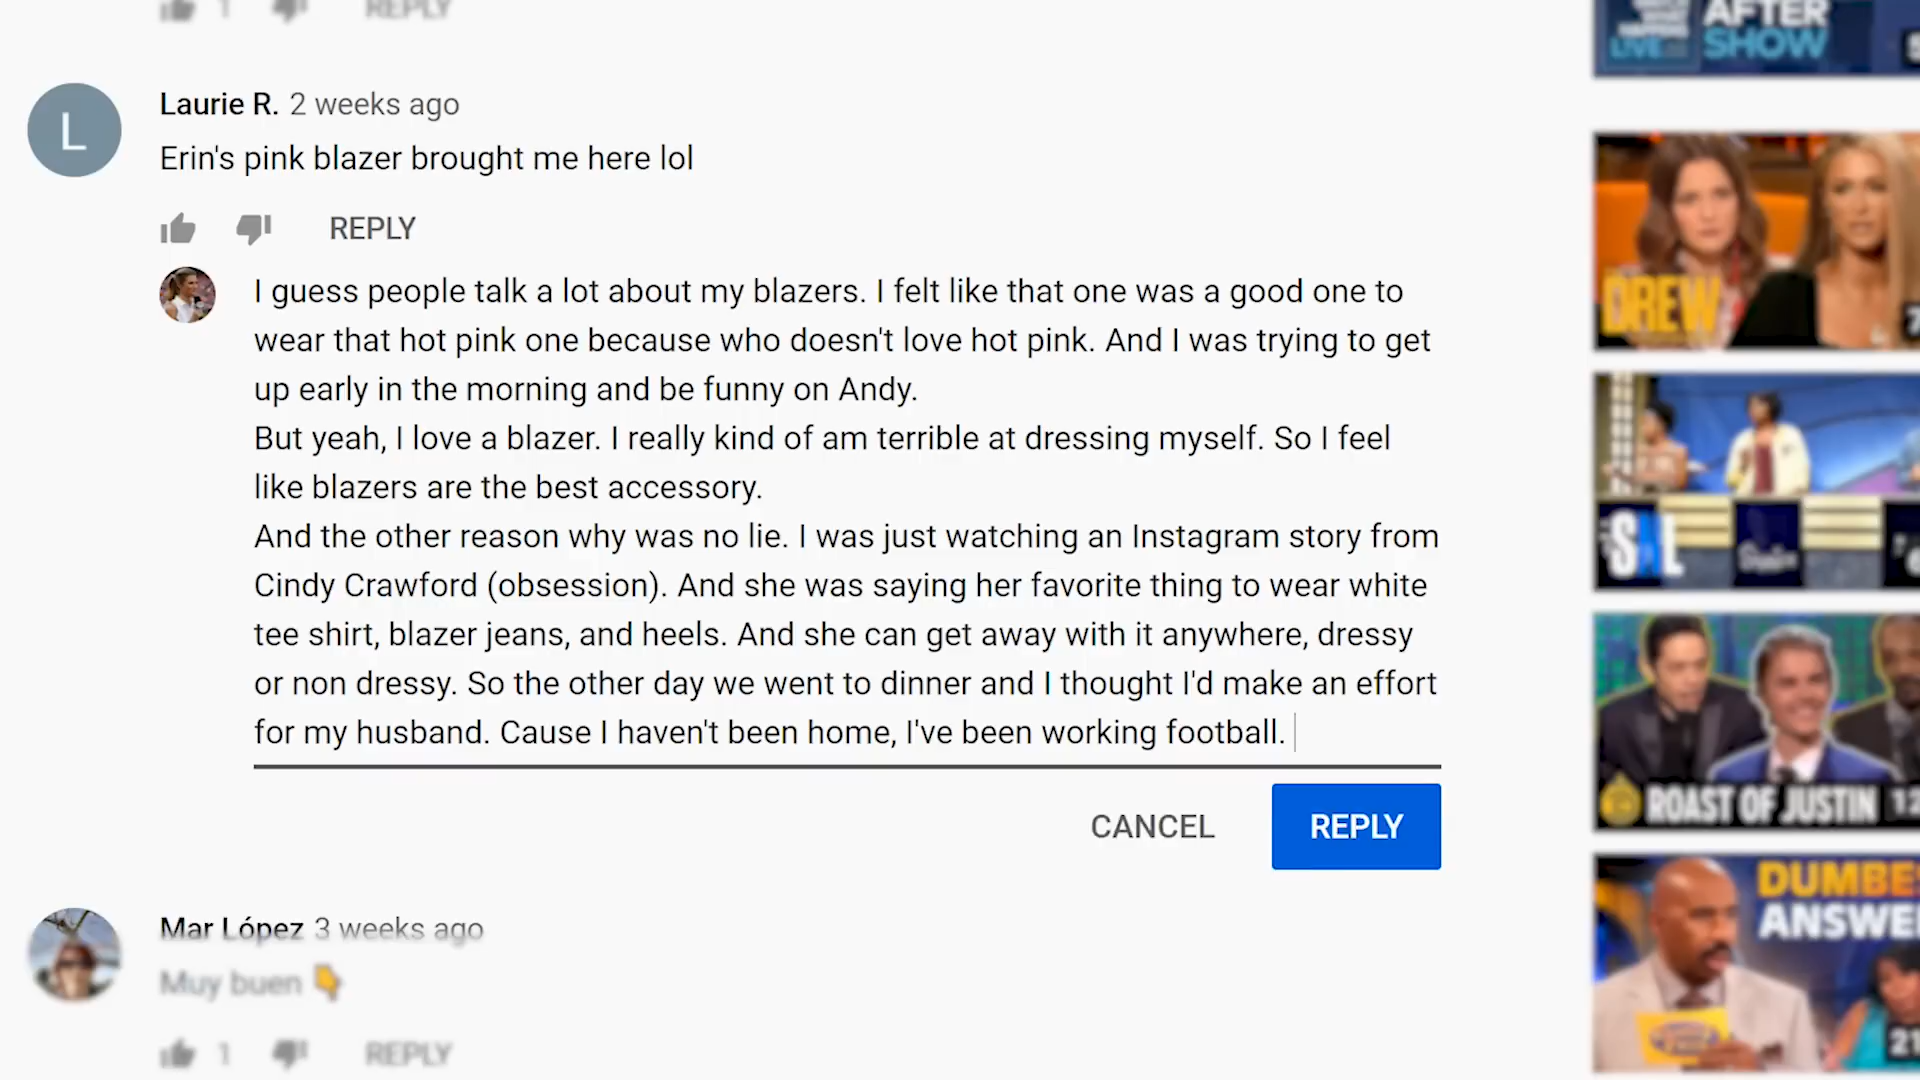 1 REPLY
AFTER
LIVE SHOW
Laurie R. 2 weeks ago
L
Erin's pink blazer brought me here lol
REPLY
I guess people talk a lot about my blazers. I felt like that one was a good one to
wear that hot pink one because who doesn't love hot pink. And I was trying to get
up early in the morning and be funny on Andy.
But yeah, I love a blazer. I really kind of am terrible at dressing myself. So I feel
like blazers are the best accessory.
And the other reason why was no lie. I was just watching an Instagram story from
Cindy Crawford (obsession). And she was saying her favorite thing to wear white
tee shirt, blazer jeans, and heels. And she can get away with it anywhere, dressy
or non dressy. So the other day we went to dinner and I thought I'd make an effort
for my husband. Cause I haven't been home, I've been working football.
CANCEL REPLY
Mar López 3 weeks ago
Muy buen 👇
1 REPLY
DREW
SNL
ROAST OF JUSTIN 12
DUMBES
ANSWE
21